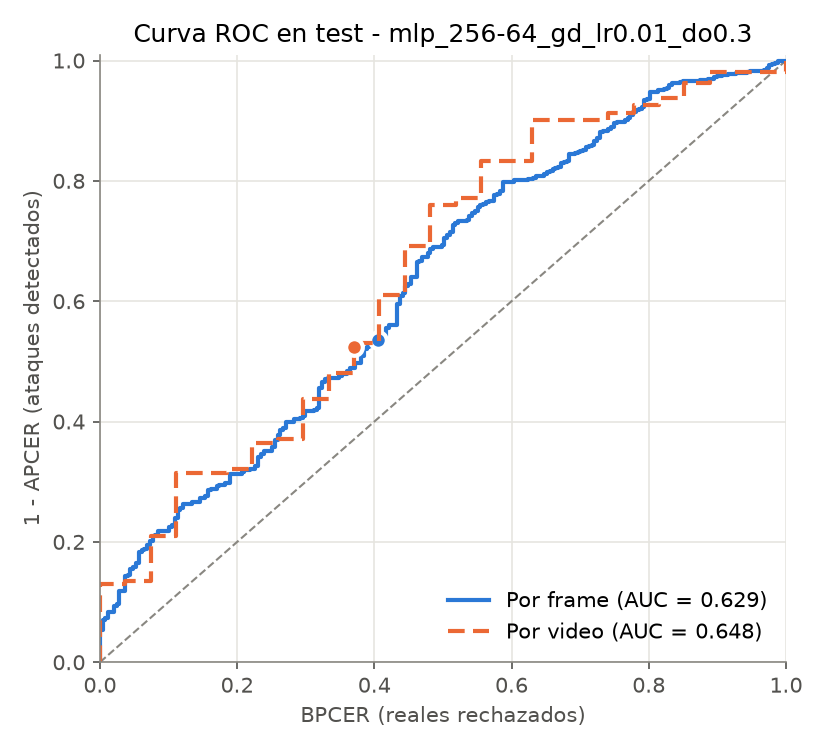 Curva ROC en test - mlp_256-64_gd_lr0.01_do0.3
1 - APCER (ataques detectados)
1.0
0.8
0.6
0.4
0.2
0.0
Por frame (AUC = 0.629)
Por video (AUC = 0.648)
0.0 0.2 0.4 0.6 0.8 1.0
BPCER (reales rechazados)